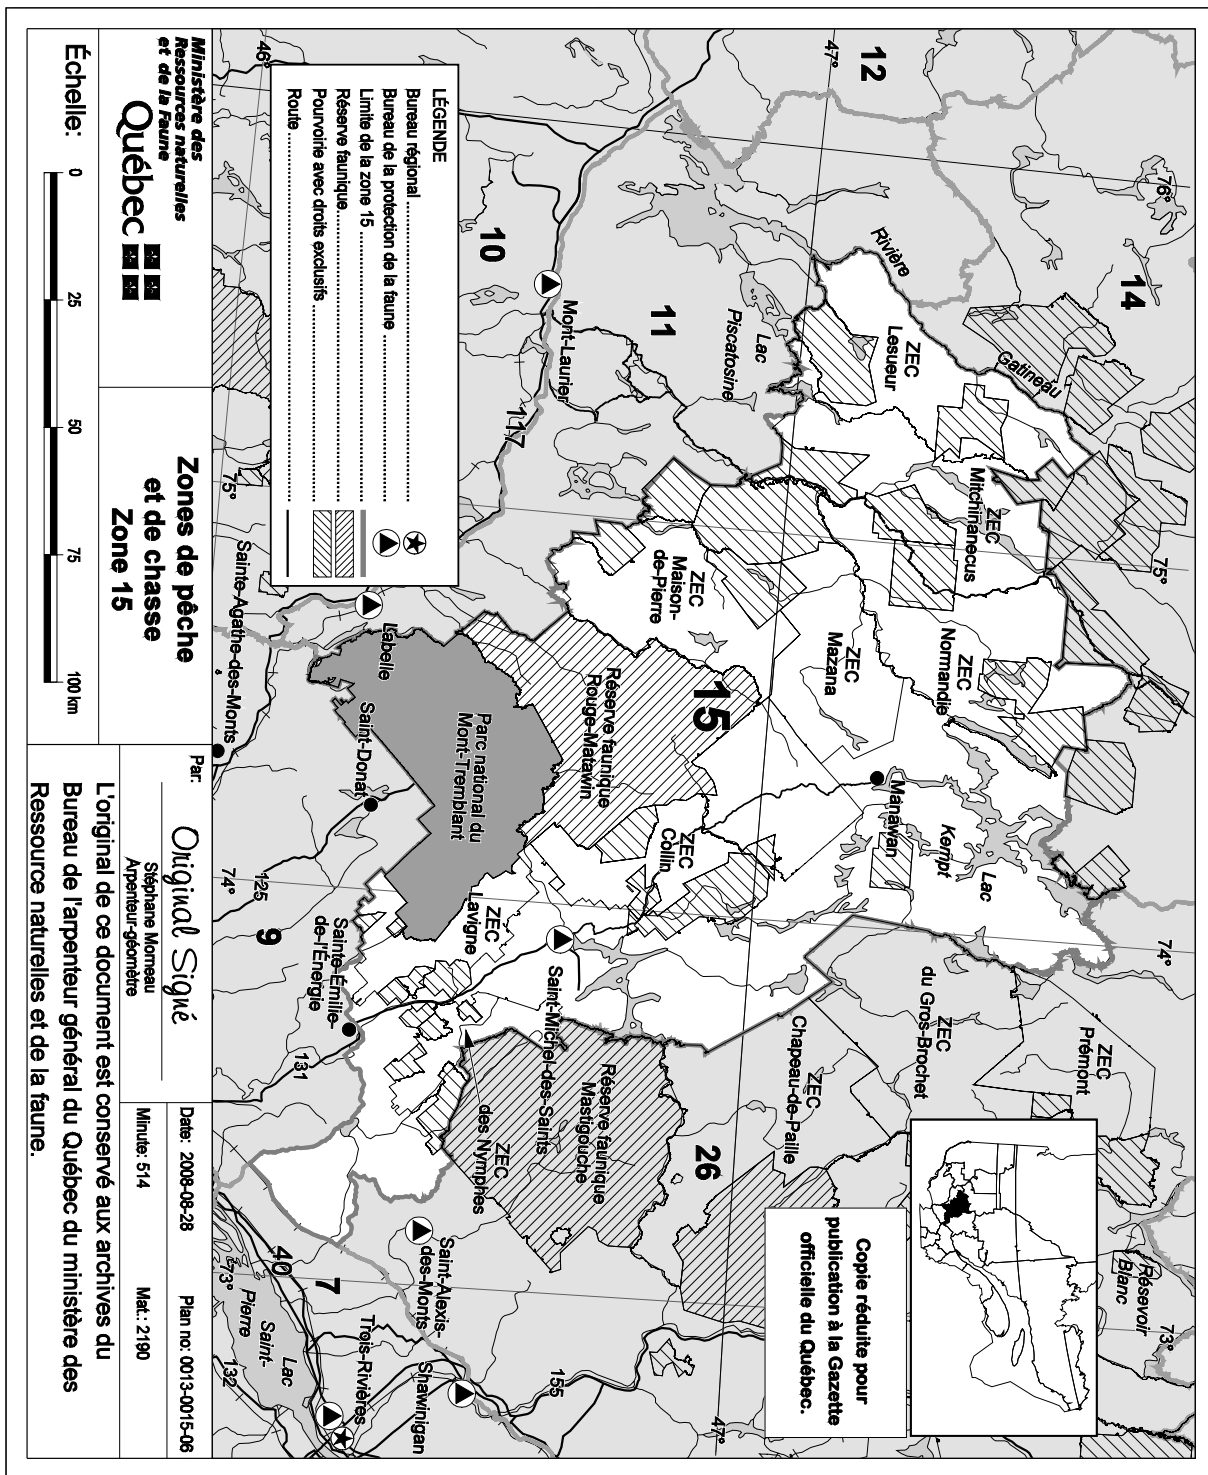 12
14
10
11
15
26
9
7
47°
76°
46°
75°
75°
74°
74°
73°
73°
47°
Rivière
Gatineau
ZEC
Lesueur
Lac
Piscatosine
Mont-Laurier
117
ZEC
Mitchinanecus
ZEC
Normandie
ZEC
Maison-
de-Pierre
ZEC
Mazana
Réserve faunique
Rouge-Matawin
Manawan
Lac
Kempt
Labelle
Parc national du
Mont-Tremblant
Saint-Donat
Sainte-Agathe-des-Monts
ZEC
Collin
ZEC
Lavigne
Saint-Michel-des-Saints
Sainte-Émilie-
de-l'Énergie
125
131
Réserve faunique
Mastigouche
ZEC
des Nymphes
ZEC
Chapeau-de-Paille
ZEC
du Gros-Brochet
ZEC
Prémont
Réservoir
Blanc
Saint-Alexis-
des-Monts
Trois-Rivières
Shawinigan
155
40
132
Lac
Saint-
Pierre
LÉGENDE
Bureau régional
Bureau de la protection de la faune
Limite de la zone 15
Réserve faunique
Pourvoirie avec droits exclusifs
Route
Copie réduite pour
publication à la Gazette
officielle du Québec.
Ministère des
Ressources naturelles
et de la Faune
Québec
Échelle:
0 25 50 75 100 Km
Zones de pêche
et de chasse
Zone 15
Par:
Original Signé
Stéphane Morneau
Arpenteur-géomètre
Date: 2008-08-28 Plan no: 0013-0015-06
Minute: 514 Mat.: 2190
L'original de ce document est conservé aux archives du
Bureau de l'arpenteur général du Québec du ministère des
Ressource naturelles et de la faune.